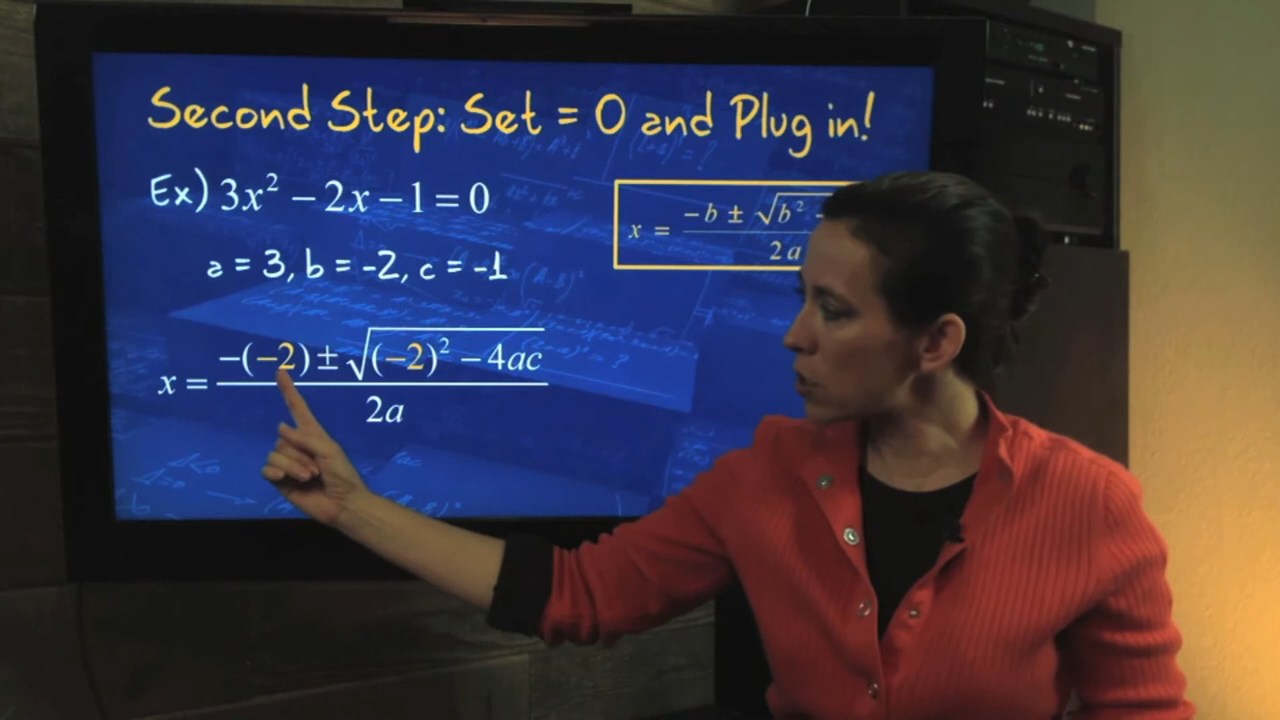 Second Step: Set = 0 and Plug in!
Ex) 3x² − 2x − 1 = 0
x = (−b ± √(b² −)/(2a)
a = 3, b = -2, c = -1
x = (−(−2) ± √((−2)² − 4ac))/(2a)